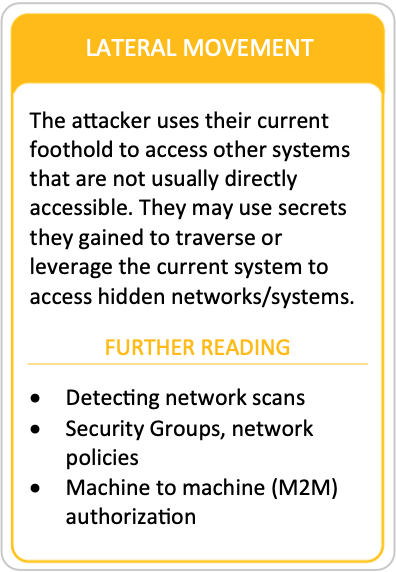 LATERAL MOVEMENT
The attacker uses their current
foothold to access other systems
that are not usually directly
accessible. They may use secrets
they gained to traverse or
leverage the current system to
access hidden networks/systems.
FURTHER READING
• Detecting network scans
• Security Groups, network
policies
• Machine to machine (M2M)
authorization